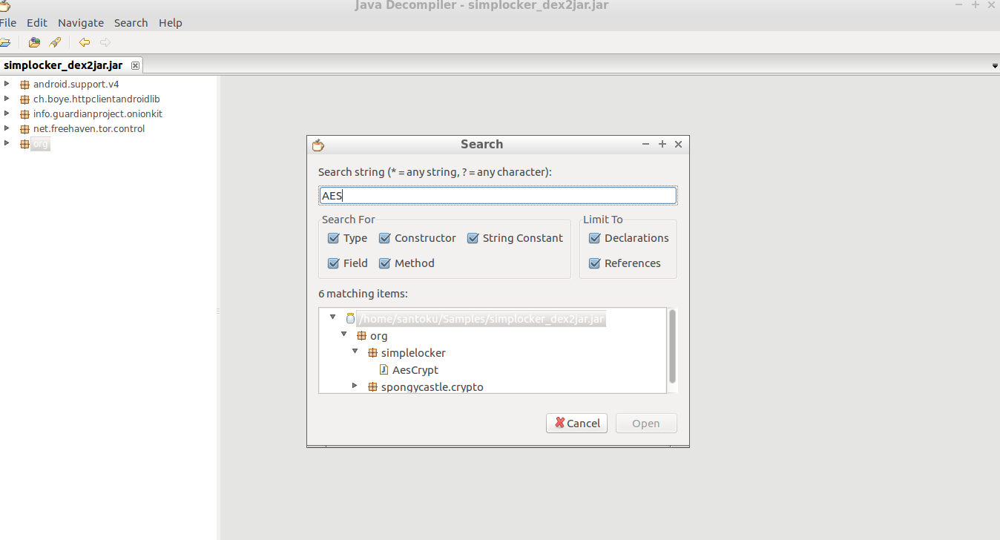 Java Decompiler - simplocker_dex2jar.jar
File Edit Navigate Search Help
simplocker_dex2jar.jar
android.support.v4
ch.boye.httpclientandroidlib
info.guardianproject.onionkit
net.freehaven.tor.control
org
Search
Search string (* = any string, ? = any character):
AES
Search For
Type Constructor String Constant
Field Method
Limit To
Declarations
References
6 matching items:
/home/santoku/Samples/simplocker_dex2jar.jar
org
simplelocker
AesCrypt
spongycastle.crypto
Cancel Open